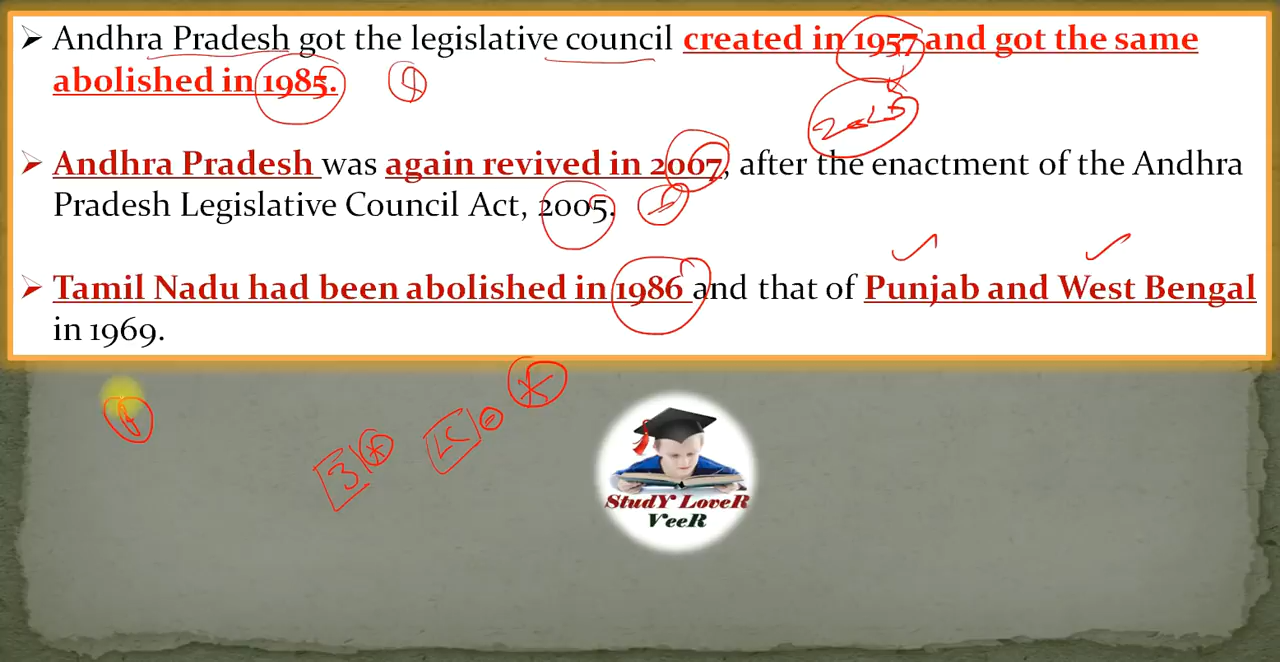 ➢ Andhra Pradesh got the legislative council created in 1957 and got the same
abolished in 1985.
➢ Andhra Pradesh was again revived in 2007, after the enactment of the Andhra
Pradesh Legislative Council Act, 2005.
➢ Tamil Nadu had been abolished in 1986 and that of Punjab and West Bengal
in 1969.
3
LC
StudY LoveR
VeeR